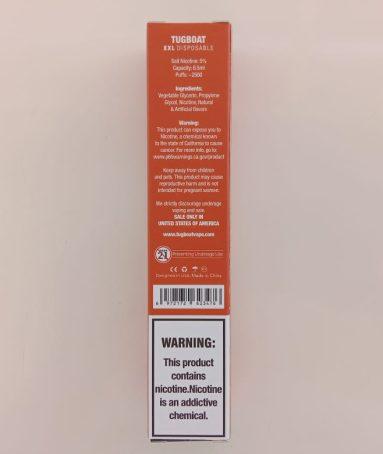 TUGBOAT
EXL DISPOSABLE
Salt Nicotine: 5%
Capacity: 6.5ml
Puffs: ~2500
Ingredients:
Vegetable Glycerin, Propylene
Glycol, Nicotine, Natural
& Artificial flavors
Warning:
This product can expose you to
Nicotine, a chemical known
to the state of California to cause
cancer. For more info, go to:
www.p65warnings.ca.gov/product
Keep away from children
and pets. This product may cause
reproductive harm and is not
intended for pregnant women.
We strictly discourage underage
vaping and sale.
SALE ONLY IN
UNITED STATES OF AMERICA
www.tugboatvape.com
21 Preventing Underage Use
CE
Designed in USA, Made in China
6 972172
WARNING:
This product
contains
nicotine.Nicotine
is an addictive
chemical.